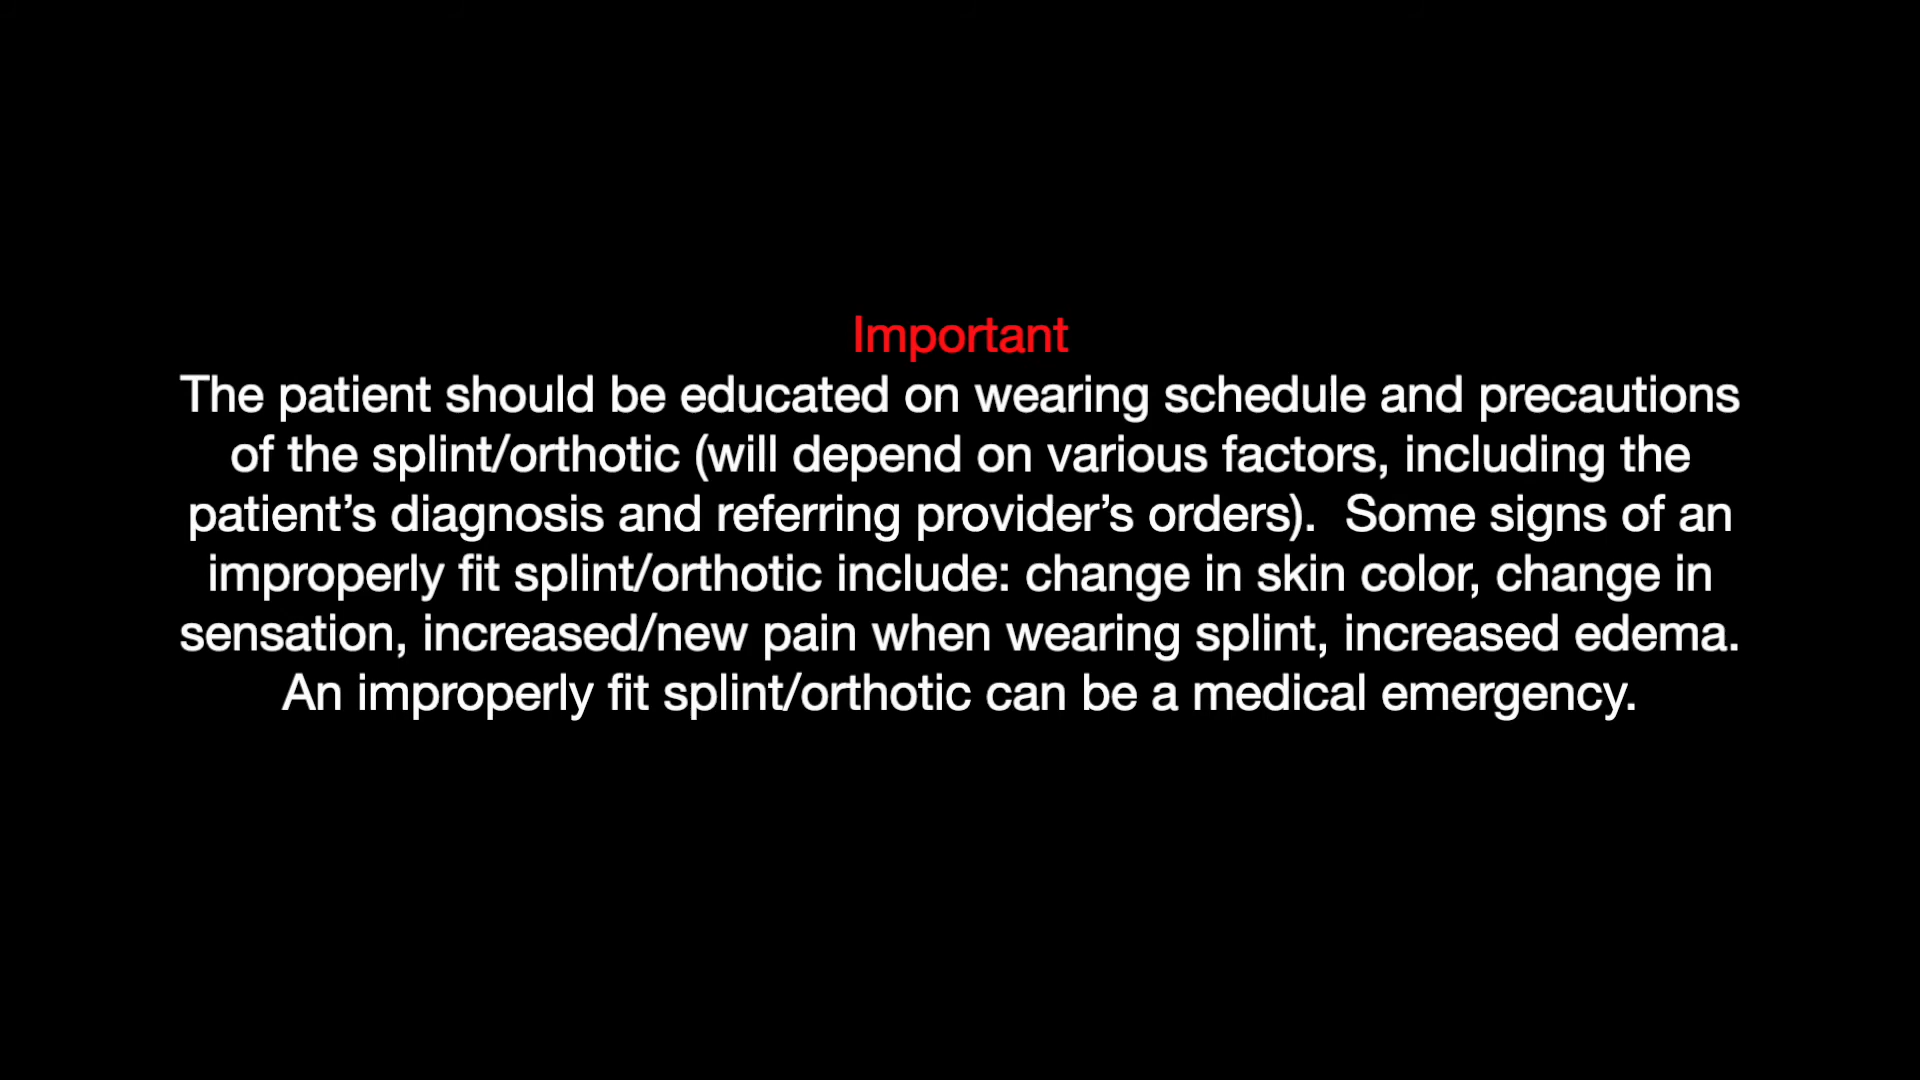 Important
The patient should be educated on wearing schedule and precautions
of the splint/orthotic (will depend on various factors, including the
patient’s diagnosis and referring provider’s orders).  Some signs of an
improperly fit splint/orthotic include: change in skin color, change in
sensation, increased/new pain when wearing splint, increased edema.
An improperly fit splint/orthotic can be a medical emergency.